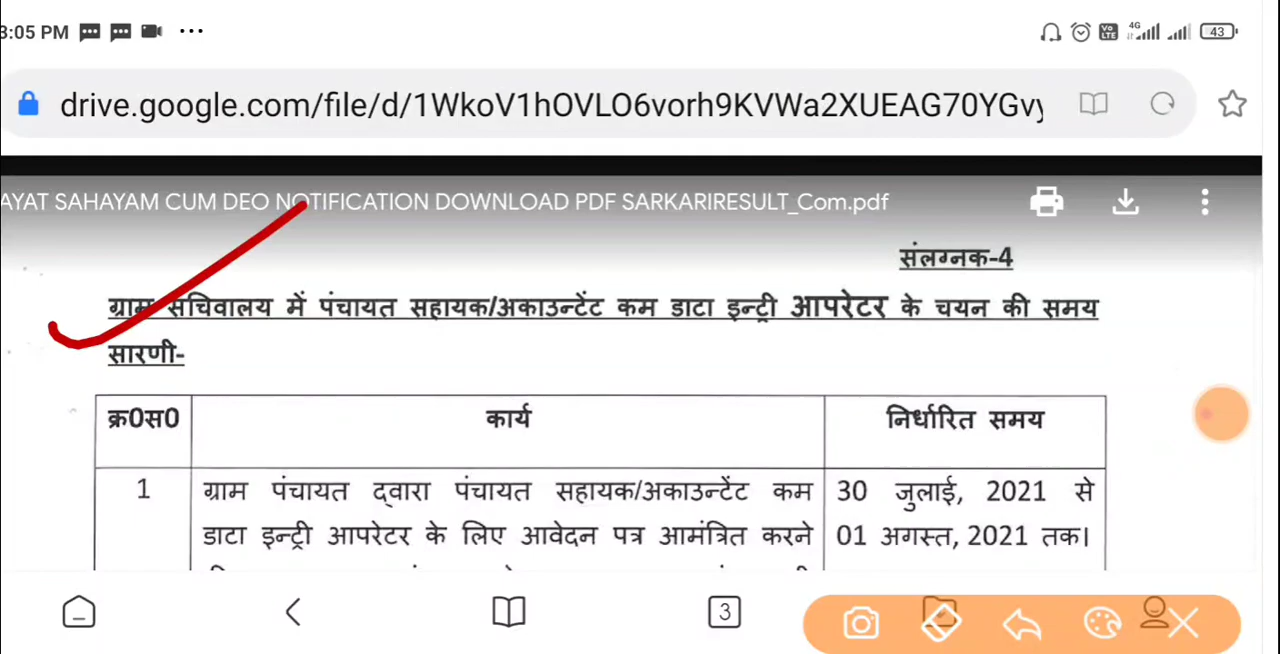 3:05 PM
4G
Vo LTE
43
drive.google.com/file/d/1WkoV1hOVLO6vorh9KVWa2XUEAG70YGvy
AYAT SAHAYAM CUM DEO NOTIFICATION DOWNLOAD PDF SARKARIRESULT_Com.pdf
संलग्नक-4
ग्राम सचिवालय में पंचायत सहायक/अकाउन्टेंट कम डाटा इन्ट्री आपरेटर के चयन की समय
सारणी-
क्र0स0 कार्य निर्धारित समय
1 ग्राम पंचायत द्वारा पंचायत सहायक/अकाउन्टेंट कम 30 जुलाई, 2021 से
डाटा इन्ट्री आपरेटर के लिए आवेदन पत्र आमंत्रित करने 01 अगस्त, 2021 तक।
3